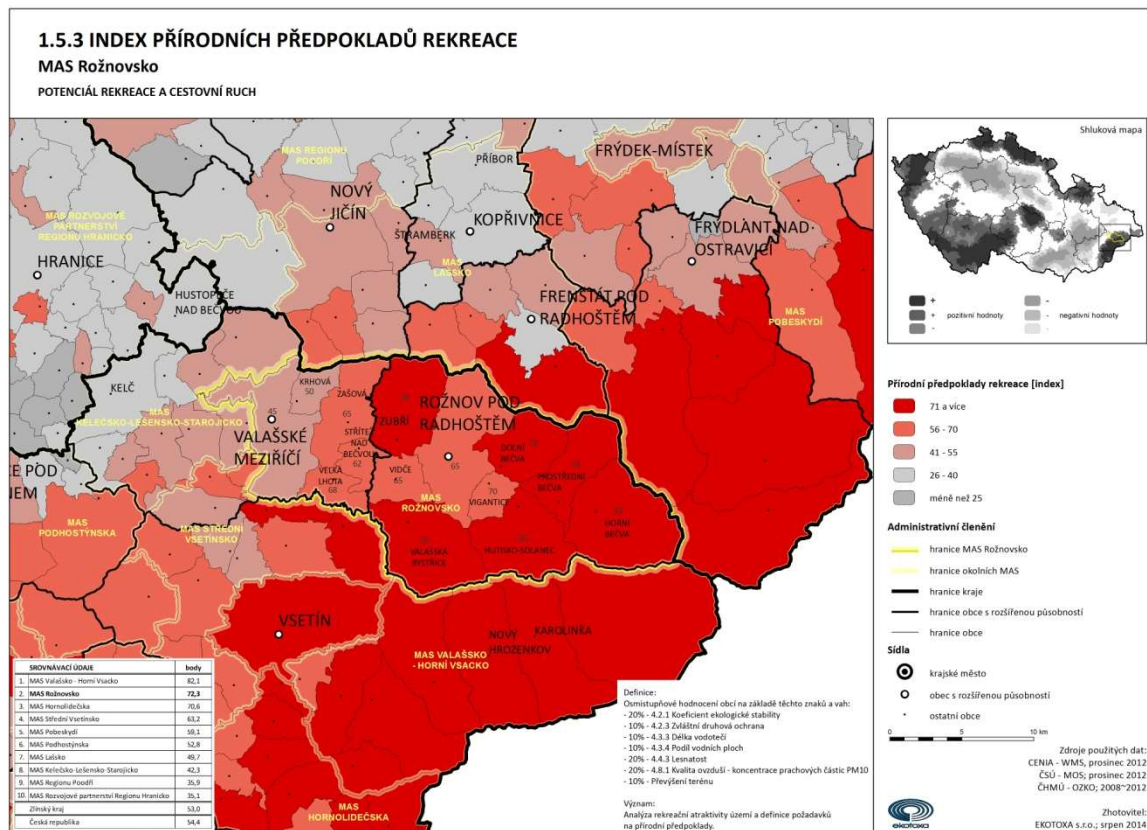 1.5.3 INDEX PŘÍRODNÍCH PŘEDPOKLADŮ REKREACE
MAS Rožnovsko
POTENCIÁL REKREACE A CESTOVNÍ RUCH
MAS REGIONU
POODŘÍ
PŘÍBOR
FRÝDEK-MÍSTEK
NOVÝ
JIČÍN
KOPŘIVNICE
ŠTRAMBERK
MAS ROZVOJOVÉ
PARTNERSTVÍ
REGIONU HRANICKO
HRANICE
FRÝDLANT NAD
OSTRAVICÍ
MAS
LAŠSKO
HUSTOPEČE
NAD BEČVOU
FRENŠTÁT POD
RADHOŠTĚM
MAS
POBESKYDÍ
KELČ
MAS
KELEČSKO-LEŠENSKO-STAROJICKO
KRHOVÁ
50
ZAŠOVÁ
65
45
VALAŠSKÉ
MEZIŘÍČÍ
STŘÍTEŽ
NAD
BEČVOU
62
ZUBŘÍ
ROŽNOV POD
RADHOŠTĚM
65
DOLNÍ
BEČVA
PROSTŘEDNÍ
BEČVA
VELKÁ
LHOTA
68
VIDČE
65
MAS
ROŽNOVSKO
70
VIGANTICE
HORNÍ
BEČVA
CE POD
NEM
MAS
PODHOSTÝNSKA
MAS STŘEDNÍ
VSETÍNSKO
VALAŠSKÁ
BYSTŘICE
HUTISKO-SOLANEC
VSETÍN
NOVÝ
HROZENKOV
KAROLINKA
MAS VALAŠSKO
- HORNÍ VSACKO
MAS
HORNOLIDEČSKA
SROVNÁVACÍ ÚDAJE body
1. MAS Valašsko - Horní Vsacko 82,1
2. MAS Rožnovsko 72,3
3. MAS Hornolidečska 70,6
4. MAS Střední Vsetínsko 63,2
5. MAS Pobeskydí 59,1
6. MAS Podhostýnska 52,8
7. MAS Lašsko 49,7
8. MAS Kelečsko-Lešensko-Starojicko 42,3
9. MAS Regionu Poodří 35,9
10. MAS Rozvojové partnerství Regionu Hranicko 35,1
Zlínský kraj 53,0
Česká republika 54,4
Definice:
Osmistupňové hodnocení obcí na základě těchto znaků a vah:
- 20% - 4.2.1 Koeficient ekologické stability
- 10% - 4.2.3 Zvláštní druhová ochrana
- 10% - 4.3.3 Délka vodotečí
- 10% - 4.3.4 Podíl vodních ploch
- 20% - 4.4.3 Lesnatost
- 20% - 4.8.1 Kvalita ovzduší - koncentrace prachových částic PM10
- 10% - Převýšení terénu
Význam:
Analýza rekreační atraktivity území a definice požadavků
na přírodní předpoklady.
Shluková mapa
+ -
+ pozitivní hodnoty - negativní hodnoty
- -
Přírodní předpoklady rekreace [index]
71 a více
56 - 70
41 - 55
26 - 40
méně než 25
Administrativní členění
hranice MAS Rožnovsko
hranice okolních MAS
hranice kraje
hranice obce s rozšířenou působností
hranice obce
Sídla
krajské město
obec s rozšířenou působností
ostatní obce
0 5 10 km
Zdroje použitých dat:
CENIA - WMS, prosinec 2012
ČSÚ - MOS; prosinec 2012
ČHMÚ - OZKO; 2008~2012
Zhotovitel:
EKOTOXA s.r.o.; srpen 2014
ekotoxa